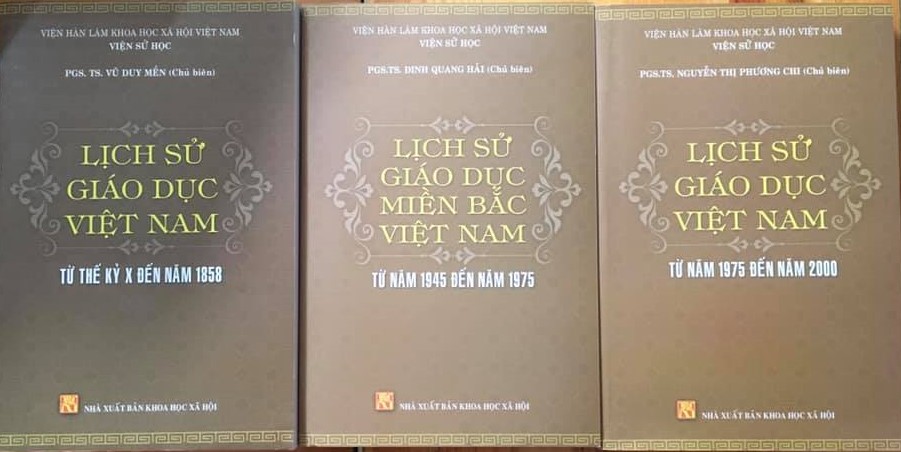 VIỆN HÀN LÂM KHOA HỌC XÃ HỘI VIỆT NAM
VIỆN SỬ HỌC
PGS. TS. VŨ DUY MỀN (Chủ biên)
LỊCH SỬ
GIÁO DỤC
VIỆT NAM
TỪ THẾ KỶ X ĐẾN NĂM 1858
NHÀ XUẤT BẢN KHOA HỌC XÃ HỘI
VIỆN HÀN LÂM KHOA HỌC XÃ HỘI VIỆT NAM
VIỆN SỬ HỌC
PGS.TS. ĐINH QUANG HẢI (Chủ biên)
LỊCH SỬ
GIÁO DỤC
MIỀN BẮC
VIỆT NAM
TỪ NĂM 1945 ĐẾN NĂM 1975
NHÀ XUẤT BẢN KHOA HỌC XÃ HỘI
VIỆN HÀN LÂM KHOA HỌC XÃ HỘI VIỆT NAM
VIỆN SỬ HỌC
PGS.TS. NGUYỄN THỊ PHƯƠNG CHI (Chủ biên)
LỊCH SỬ
GIÁO DỤC
VIỆT NAM
TỪ NĂM 1975 ĐẾN NĂM 2000
NHÀ XUẤT BẢN KHOA HỌC XÃ HỘI